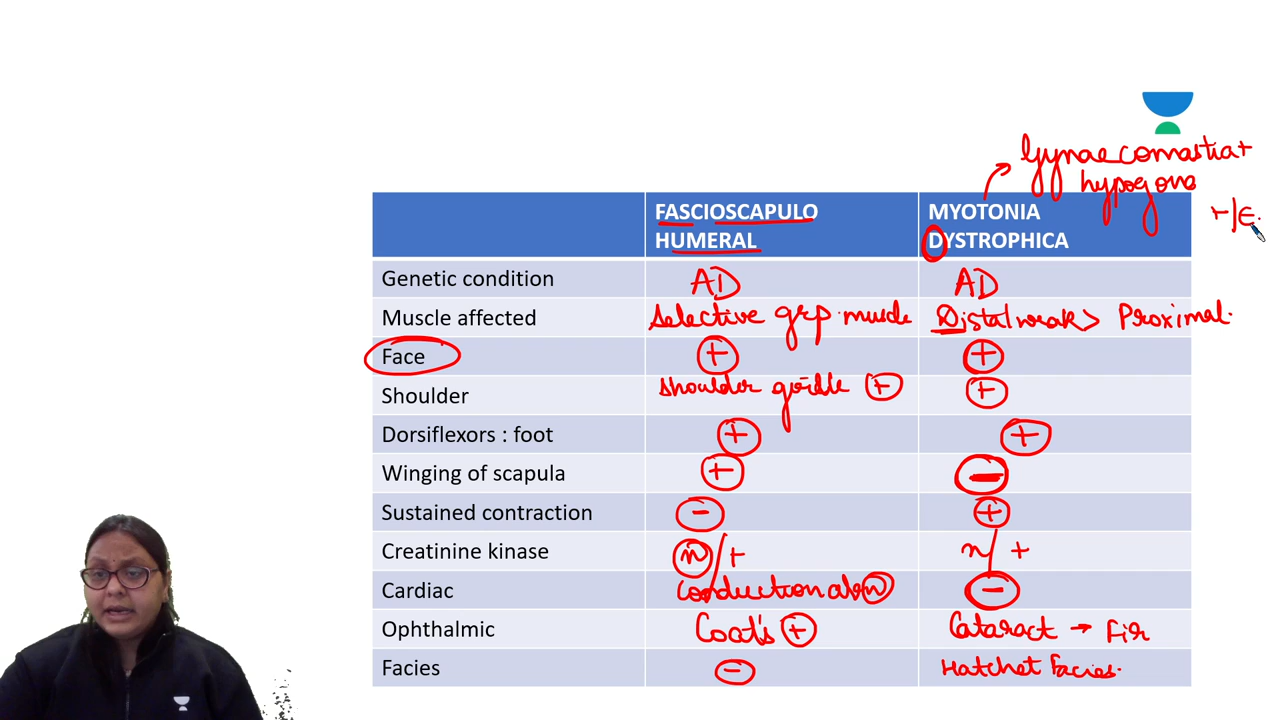 Gynaecomastia +
hypogona
T/E.
FASCIOSCAPULO HUMERAL MYOTONIA DYSTROPHICA
Genetic condition AD AD
Muscle affected Selective grp. muscle Distal weak > Proximal.
Face + +
Shoulder Shoulder girdle + +
Dorsiflexors : foot + +
Winging of scapula + -
Sustained contraction - +
Creatinine kinase n/+ n/+
Cardiac Conduction abn -
Ophthalmic Coat's + Cataract → Fir
Facies - Hatchet facies.